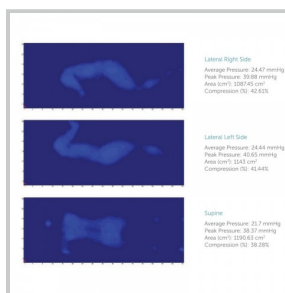 Lateral Right Side
Average Pressure: 24.47 mmHg
Peak Pressure: 39.88 mmHg
Area (cm²): 1087.45 cm²
Compression (%): 42.61%
Lateral Left Side
Average Pressure: 24.44 mmHg
Peak Pressure: 40.65 mmHg
Area (cm²): 1143 cm²
Compression (%): 41.44%
Supine
Average Pressure: 21.7 mmHg
Peak Pressure: 36.37 mmHg
Area (cm²): 1190.63 cm²
Compression (%): 38.28%